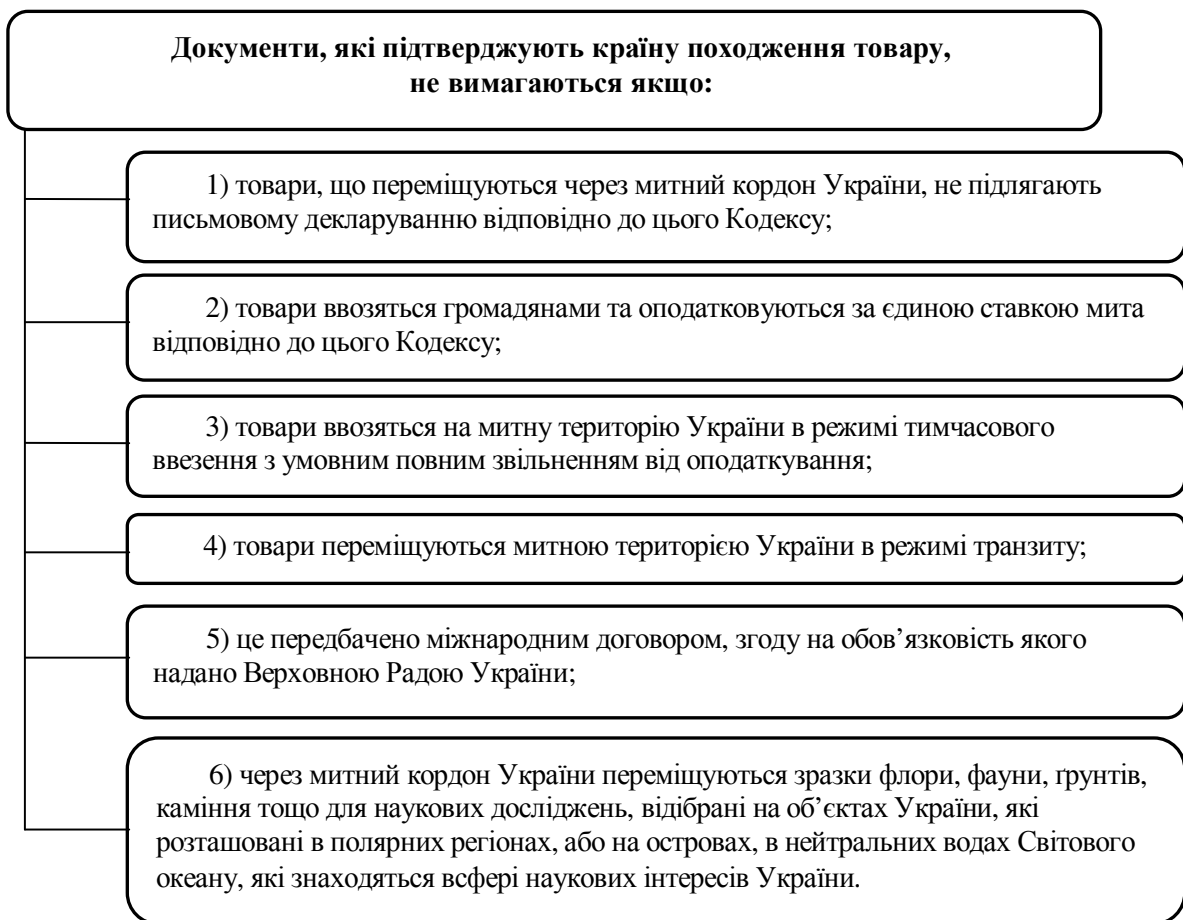 Документи, які підтверджують країну походження товару,
не вимагаються якщо:
1) товари, що переміщуються через митний кордон України, не підлягають
письмовому декларуванню відповідно до цього Кодексу;
2) товари ввозяться громадянами та оподатковуються за єдиною ставкою мита
відповідно до цього Кодексу;
3) товари ввозяться на митну територію України в режимі тимчасового
ввезення з умовним повним звільненням від оподаткування;
4) товари переміщуються митною територією України в режимі транзиту;
5) це передбачено міжнародним договором, згоду на обов’язковість якого
надано Верховною Радою України;
6) через митний кордон України переміщуються зразки флори, фауни, ґрунтів,
каміння тощо для наукових досліджень, відібрані на об’єктах України, які
розташовані в полярних регіонах, або на островах, в нейтральних водах Світового
океану, які знаходяться всфері наукових інтересів України.